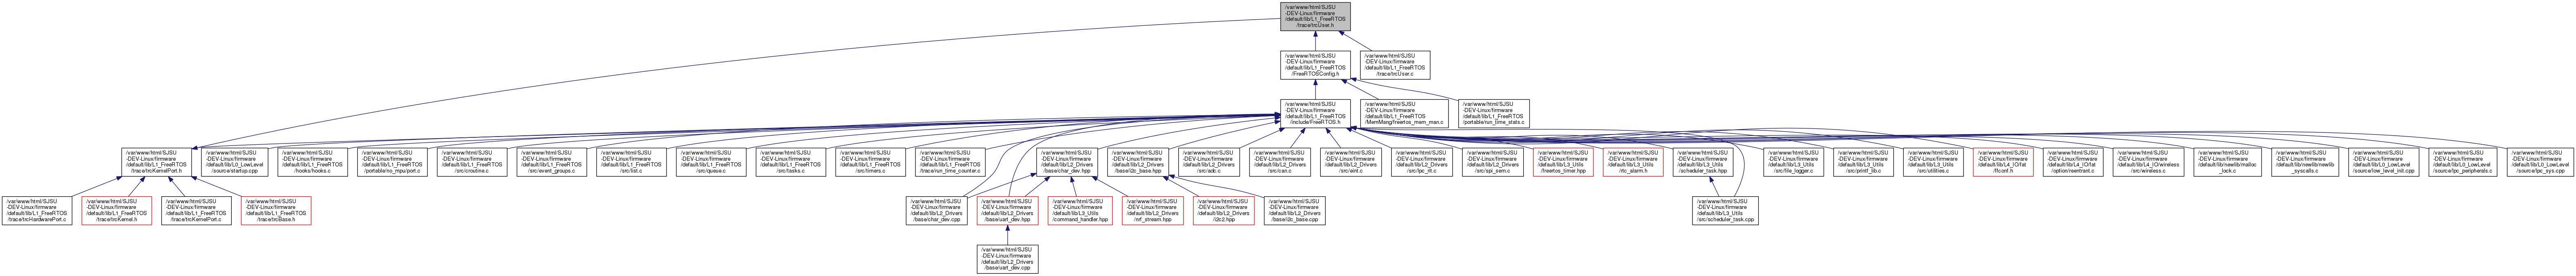 /var/www/html/SJSU
-DEV-Linux/firmware
/default/lib/L1_FreeRTOS
/trace/trcUser.h
/var/www/html/SJSU
-DEV-Linux/firmware
/default/lib/L1_FreeRTOS
/FreeRTOSConfig.h
/var/www/html/SJSU
-DEV-Linux/firmware
/default/lib/L1_FreeRTOS
/trace/trcUser.c
/var/www/html/SJSU
-DEV-Linux/firmware
/default/lib/L1_FreeRTOS
/include/FreeRTOS.h
/var/www/html/SJSU
-DEV-Linux/firmware
/default/lib/L1_FreeRTOS
/MemMang/freertos_mem_man.c
/var/www/html/SJSU
-DEV-Linux/firmware
/default/lib/L1_FreeRTOS
/portable/run_time_stats.c
/var/www/html/SJSU
-DEV-Linux/firmware
/default/lib/L1_FreeRTOS
/trace/trcKernelPort.h
/var/www/html/SJSU
-DEV-Linux/firmware
/default/lib/L0_LowLevel
/source/startup.cpp
/var/www/html/SJSU
-DEV-Linux/firmware
/default/lib/L1_FreeRTOS
/hooks/hooks.c
/var/www/html/SJSU
-DEV-Linux/firmware
/default/lib/L1_FreeRTOS
/portable/no_mpu/port.c
/var/www/html/SJSU
-DEV-Linux/firmware
/default/lib/L1_FreeRTOS
/src/croutine.c
/var/www/html/SJSU
-DEV-Linux/firmware
/default/lib/L1_FreeRTOS
/src/event_groups.c
/var/www/html/SJSU
-DEV-Linux/firmware
/default/lib/L1_FreeRTOS
/src/list.c
/var/www/html/SJSU
-DEV-Linux/firmware
/default/lib/L1_FreeRTOS
/src/queue.c
/var/www/html/SJSU
-DEV-Linux/firmware
/default/lib/L1_FreeRTOS
/src/tasks.c
/var/www/html/SJSU
-DEV-Linux/firmware
/default/lib/L1_FreeRTOS
/src/timers.c
/var/www/html/SJSU
-DEV-Linux/firmware
/default/lib/L1_FreeRTOS
/trace/run_time_counter.c
/var/www/html/SJSU
-DEV-Linux/firmware
/default/lib/L2_Drivers
/base/char_dev.hpp
/var/www/html/SJSU
-DEV-Linux/firmware
/default/lib/L2_Drivers
/base/i2c_base.hpp
/var/www/html/SJSU
-DEV-Linux/firmware
/default/lib/L2_Drivers
/src/adc.c
/var/www/html/SJSU
-DEV-Linux/firmware
/default/lib/L2_Drivers
/src/can.c
/var/www/html/SJSU
-DEV-Linux/firmware
/default/lib/L2_Drivers
/src/eint.c
/var/www/html/SJSU
-DEV-Linux/firmware
/default/lib/L2_Drivers
/src/lpc_rit.c
/var/www/html/SJSU
-DEV-Linux/firmware
/default/lib/L2_Drivers
/src/spi_sem.c
/var/www/html/SJSU
-DEV-Linux/firmware
/default/lib/L3_Utils
/freertos_timer.hpp
/var/www/html/SJSU
-DEV-Linux/firmware
/default/lib/L3_Utils
/rtc_alarm.h
/var/www/html/SJSU
-DEV-Linux/firmware
/default/lib/L3_Utils
/scheduler_task.hpp
/var/www/html/SJSU
-DEV-Linux/firmware
/default/lib/L3_Utils
/src/file_logger.c
/var/www/html/SJSU
-DEV-Linux/firmware
/default/lib/L3_Utils
/src/printf_lib.c
/var/www/html/SJSU
-DEV-Linux/firmware
/default/lib/L3_Utils
/src/utilities.c
/var/www/html/SJSU
-DEV-Linux/firmware
/default/lib/L4_IO/fat
/ffconf.h
/var/www/html/SJSU
-DEV-Linux/firmware
/default/lib/L4_IO/fat
/option/reentrant.c
/var/www/html/SJSU
-DEV-Linux/firmware
/default/lib/L4_IO/wireless
/src/wireless.c
/var/www/html/SJSU
-DEV-Linux/firmware
/default/lib/newlib/malloc
_lock.c
/var/www/html/SJSU
-DEV-Linux/firmware
/default/lib/newlib/newlib
_syscalls.c
/var/www/html/SJSU
-DEV-Linux/firmware
/default/lib/L0_LowLevel
/source/low_level_init.cpp
/var/www/html/SJSU
-DEV-Linux/firmware
/default/lib/L0_LowLevel
/source/lpc_peripherals.c
/var/www/html/SJSU
-DEV-Linux/firmware
/default/lib/L0_LowLevel
/source/lpc_sys.cpp
/var/www/html/SJSU
-DEV-Linux/firmware
/default/lib/L1_FreeRTOS
/trace/trcHardwarePort.c
/var/www/html/SJSU
-DEV-Linux/firmware
/default/lib/L1_FreeRTOS
/trace/trcKernel.h
/var/www/html/SJSU
-DEV-Linux/firmware
/default/lib/L1_FreeRTOS
/trace/trcKernelPort.c
/var/www/html/SJSU
-DEV-Linux/firmware
/default/lib/L1_FreeRTOS
/trace/trcBase.h
/var/www/html/SJSU
-DEV-Linux/firmware
/default/lib/L2_Drivers
/base/char_dev.cpp
/var/www/html/SJSU
-DEV-Linux/firmware
/default/lib/L2_Drivers
/base/uart_dev.hpp
/var/www/html/SJSU
-DEV-Linux/firmware
/default/lib/L3_Utils
/command_handler.hpp
/var/www/html/SJSU
-DEV-Linux/firmware
/default/lib/L2_Drivers
/nrf_stream.hpp
/var/www/html/SJSU
-DEV-Linux/firmware
/default/lib/L2_Drivers
/i2c2.hpp
/var/www/html/SJSU
-DEV-Linux/firmware
/default/lib/L2_Drivers
/base/i2c_base.cpp
/var/www/html/SJSU
-DEV-Linux/firmware
/default/lib/L3_Utils
/src/scheduler_task.cpp
/var/www/html/SJSU
-DEV-Linux/firmware
/default/lib/L2_Drivers
/base/uart_dev.cpp